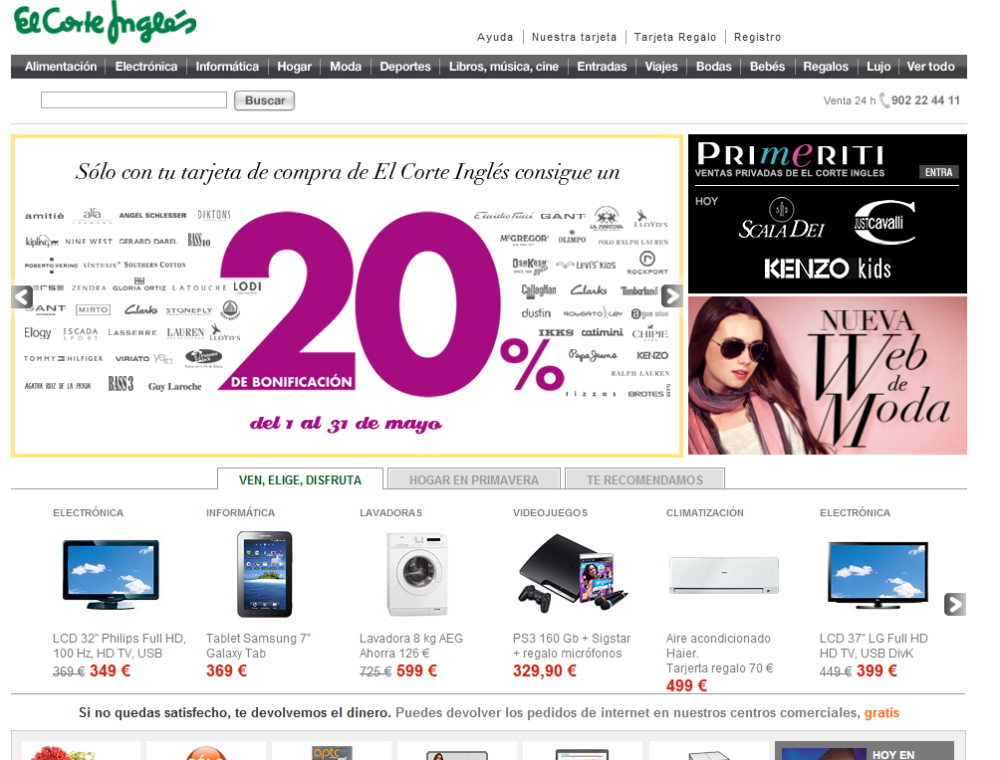 El Corte Inglés
Ayuda | Nuestra tarjeta | Tarjeta Regalo | Registro
Alimentación | Electrónica | Informática | Hogar | Moda | Deportes | Libros, música, cine | Entradas | Viajes | Bodas | Bebés | Regalos | Lujo | Ver todo
Buscar
Venta 24 h 902 22 44 11
Sólo con tu tarjeta de compra de El Corte Inglés consigue un
amitié alfa ANGEL SCHLESSER DIKTONS
kipling NINE WEST GERARD DAREL BASS10
ROBERTO VERINO SÍNTESIS SOUTHERN COTTON
ZENDRA GLORIA ORTIZ LATOUCHE LODI
GANT MIRTO Clarks STONEFLY
Elogy ESCADA SPORT LASSERRE LAUREN LLOYD'S
TOMMY HILFIGER VIRIATO yera
AGATHA RUIZ DE LA PRADA BASS3 Guy Laroche
20%
DE BONIFICACIÓN
Emidio Tucci GANT LA MARTINA LLOYD'S
McGREGOR OLIMPO POLO RALPH LAUREN
OSHKOSH LEVI'S KIDS ROCKPORT
Callaghan Clarks Timberland
dustin ROBERTO LEY agua viva
IKKS catimini CHIPIE
Pepe Jeans KENZO
RALPH LAUREN
rizzos BROTES
del 1 al 31 de mayo
PRIMERITI
VENTAS PRIVADAS DE EL CORTE INGLES
ENTRA
HOY
SCALA DEI
JUST cavalli
KENZO kids
NUEVA
Web
de
Moda
VEN, ELIGE, DISFRUTA
HOGAR EN PRIMAVERA
TE RECOMENDAMOS
ELECTRÓNICA
LCD 32" Philips Full HD,
100 Hz, HD TV, USB
369 € 349 €
INFORMÁTICA
Tablet Samsung 7"
Galaxy Tab
369 €
LAVADORAS
Lavadora 8 kg AEG
Ahorra 126 €
725 € 599 €
VIDEOJUEGOS
PS3 160 Gb + Sigstar
+ regalo micrófonos
329,90 €
CLIMATIZACIÓN
Aire acondicionado
Haier.
Tarjerta regalo 70 €
499 €
ELECTRÓNICA
LCD 37" LG Full HD
HD TV, USB DivK
449 € 399 €
Si no quedas satisfecho, te devolvemos el dinero. Puedes devolver los pedidos de internet en nuestros centros comerciales, gratis
HOY EN